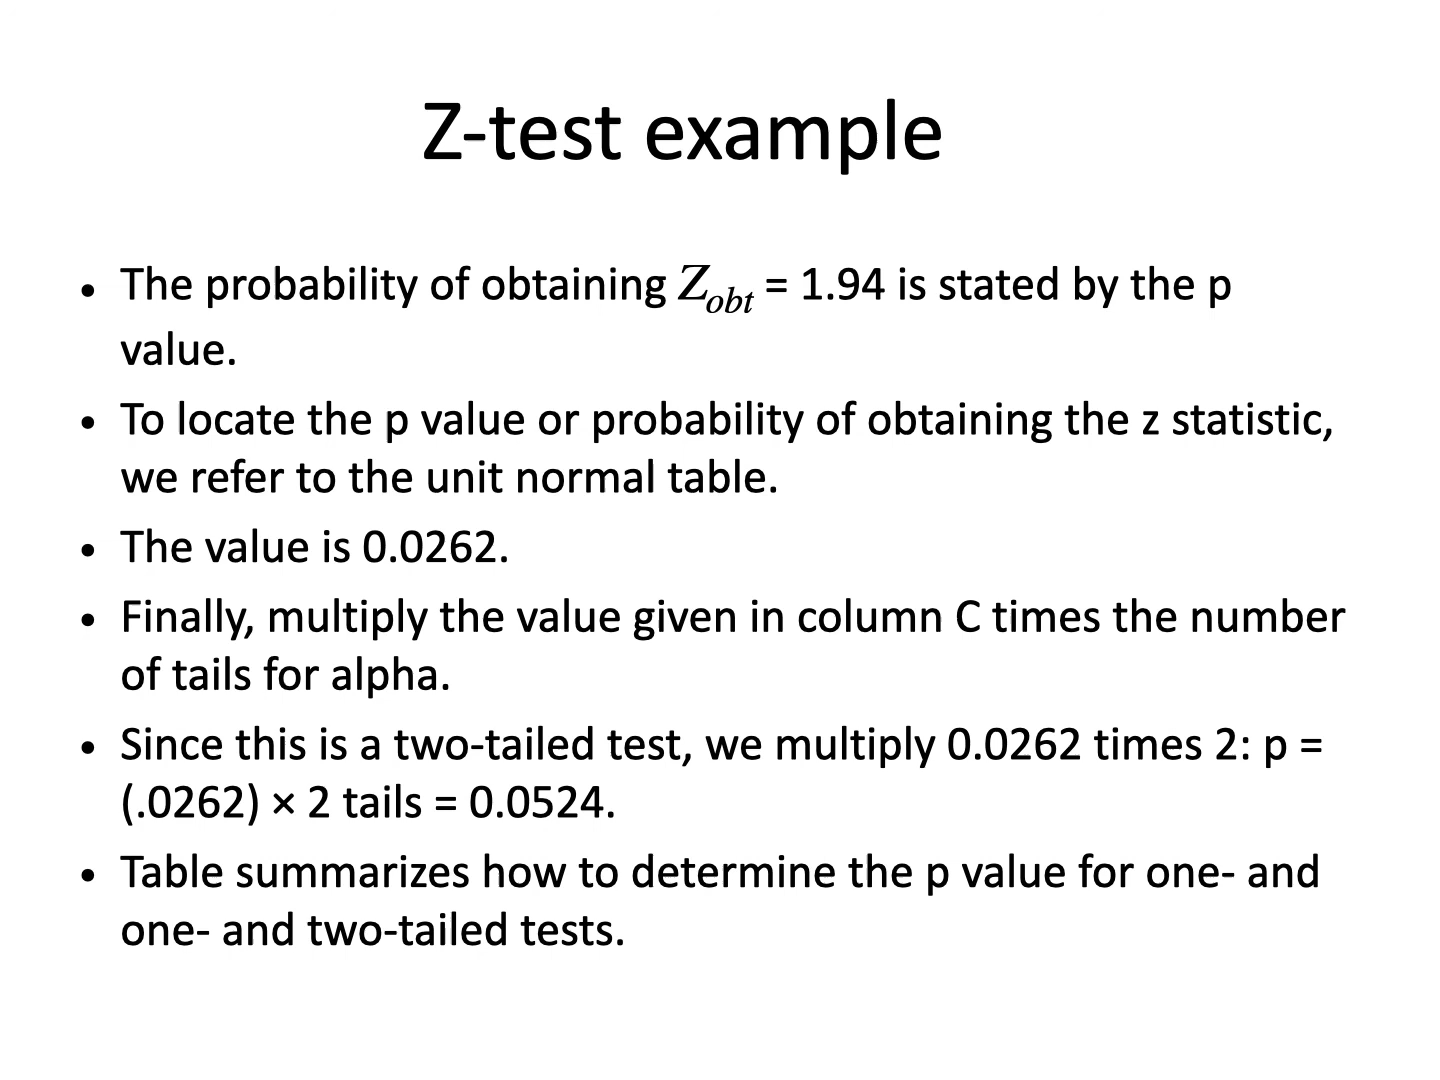 Z-test example
• The probability of obtaining Z_obt = 1.94 is stated by the p
value.
• To locate the p value or probability of obtaining the z statistic,
we refer to the unit normal table.
• The value is 0.0262.
• Finally, multiply the value given in column C times the number
of tails for alpha.
• Since this is a two-tailed test, we multiply 0.0262 times 2: p =
(.0262) × 2 tails = 0.0524.
• Table summarizes how to determine the p value for one- and
one- and two-tailed tests.